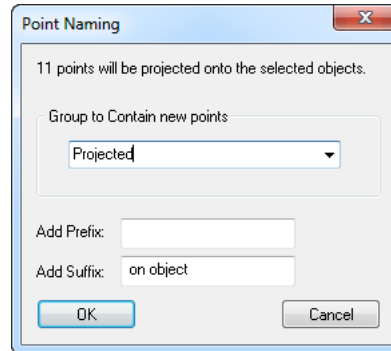 Point Naming
11 points will be projected onto the selected objects.
Group to Contain new points
Projected
Add Prefix:
Add Suffix: on object
OK Cancel